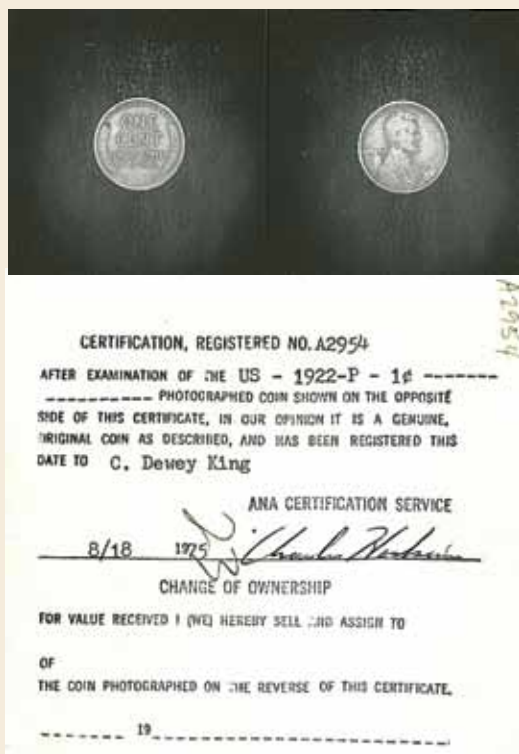 ONE
CENT
A2954
CERTIFICATION, REGISTERED NO. A2954
AFTER EXAMINATION OF THE US - 1922-P - 1¢ -------
---------- PHOTOGRAPHED COIN SHOWN ON THE OPPOSITE
SIDE OF THIS CERTIFICATE, IN OUR OPINION IT IS A GENUINE,
ORIGINAL COIN AS DESCRIBED, AND HAS BEEN REGISTERED THIS
DATE TO C. Dewey King
ANA CERTIFICATION SERVICE
8/18 1975 Charles
CHANGE OF OWNERSHIP
FOR VALUE RECEIVED I (WE) HEREBY SELL AND ASSIGN TO
OF
THE COIN PHOTOGRAPHED ON THE REVERSE OF THIS CERTIFICATE.
------- 19-----------------------------